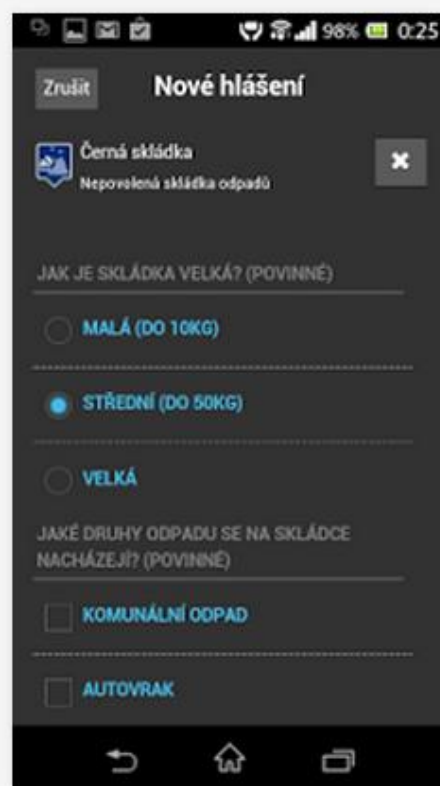 98% 0:25
Zrušit Nové hlášení
Černá skládka
Nepovolená skládka odpadů
JAK JE SKLÁDKA VELKÁ? (POVINNÉ)
MALÁ (DO 10KG)
STŘEDNÍ (DO 50KG)
VELKÁ
JAKÉ DRUHY ODPADU SE NA SKLÁDCE
NACHÁZEJÍ? (POVINNÉ)
KOMUNÁLNÍ ODPAD
AUTOVRAK